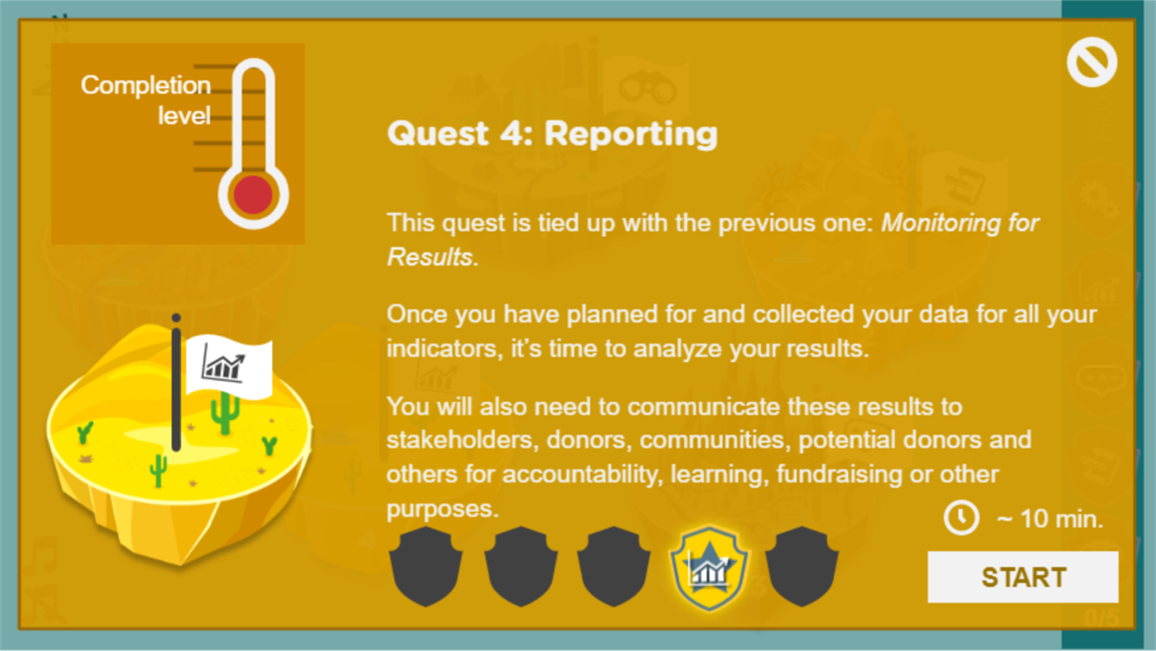 Completion
level
Quest 4: Reporting
This quest is tied up with the previous one: Monitoring for
Results.
Once you have planned for and collected your data for all your
indicators, it's time to analyze your results.
You will also need to communicate these results to
stakeholders, donors, communities, potential donors and
others for accountability, learning, fundraising or other
purposes.
~ 10 min.
START
0/5